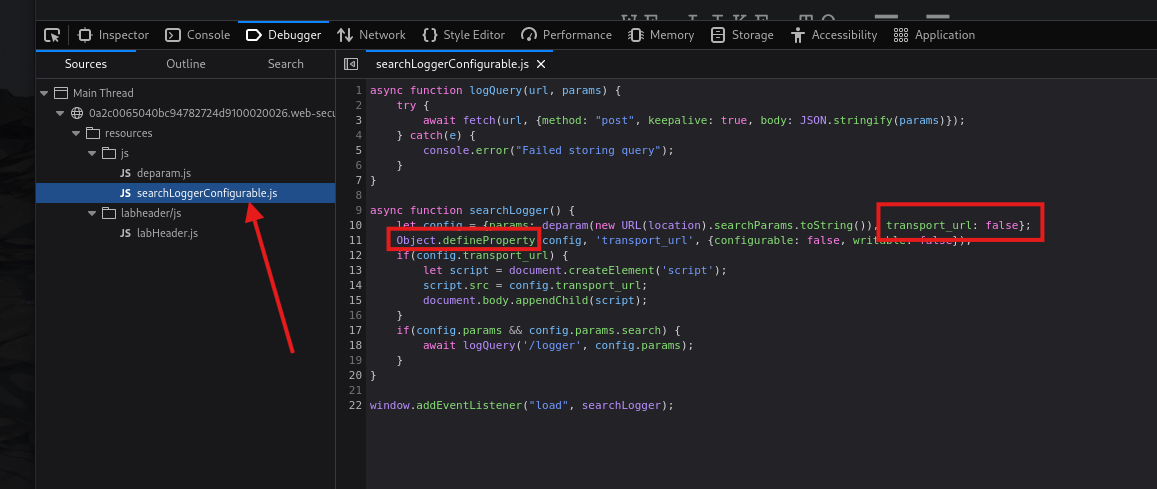 WE LIKE TO
Inspector Console Debugger Network Style Editor Performance Memory Storage Accessibility Application
Sources Outline Search searchLoggerConfigurable.js
Main Thread
0a2c0065040bc94782724d9100020026.web-secu
resources
js
JS deparam.js
JS searchLoggerConfigurable.js
labheader/js
JS labHeader.js
1 async function logQuery(url, params) {
2 try {
3 await fetch(url, {method: "post", keepalive: true, body: JSON.stringify(params)});
4 } catch(e) {
5 console.error("Failed storing query");
6 }
7 }
8
9 async function searchLogger() {
10 let config = {params: deparam(new URL(location).searchParams.toString()), transport_url: false};
11 Object.defineProperty(config, 'transport_url', {configurable: false, writable: false});
12 if(config.transport_url) {
13 let script = document.createElement('script');
14 script.src = config.transport_url;
15 document.body.appendChild(script);
16 }
17 if(config.params && config.params.search) {
18 await logQuery('/logger', config.params);
19 }
20 }
21
22 window.addEventListener("load", searchLogger);